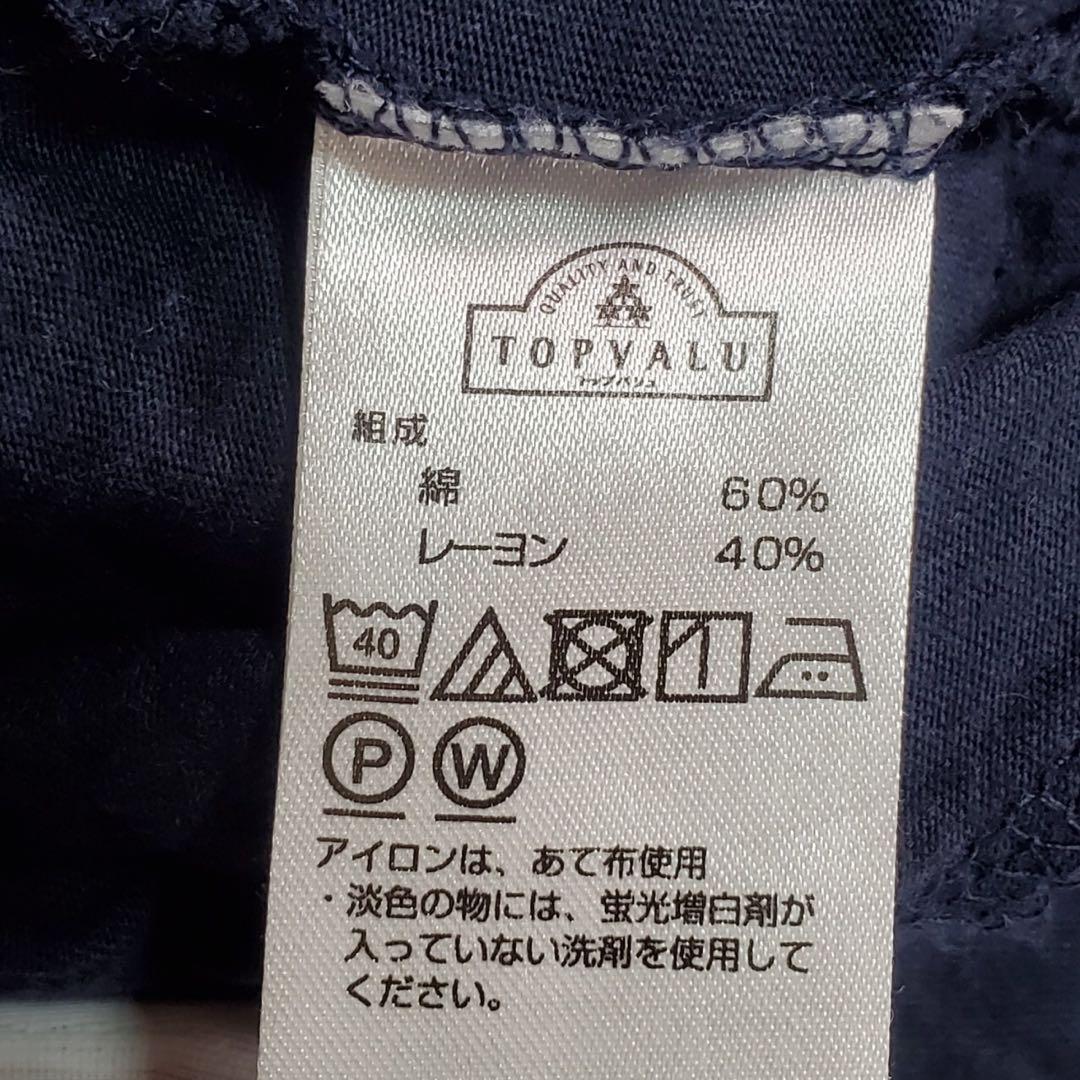 QUALITY AND TRUST
TOPVALU
トップバリュ
組成
綿 60%
レーヨン 40%
40
P W
アイロンは、あて布使用
・淡色の物には、蛍光増白剤が
入っていない洗剤を使用して
ください。